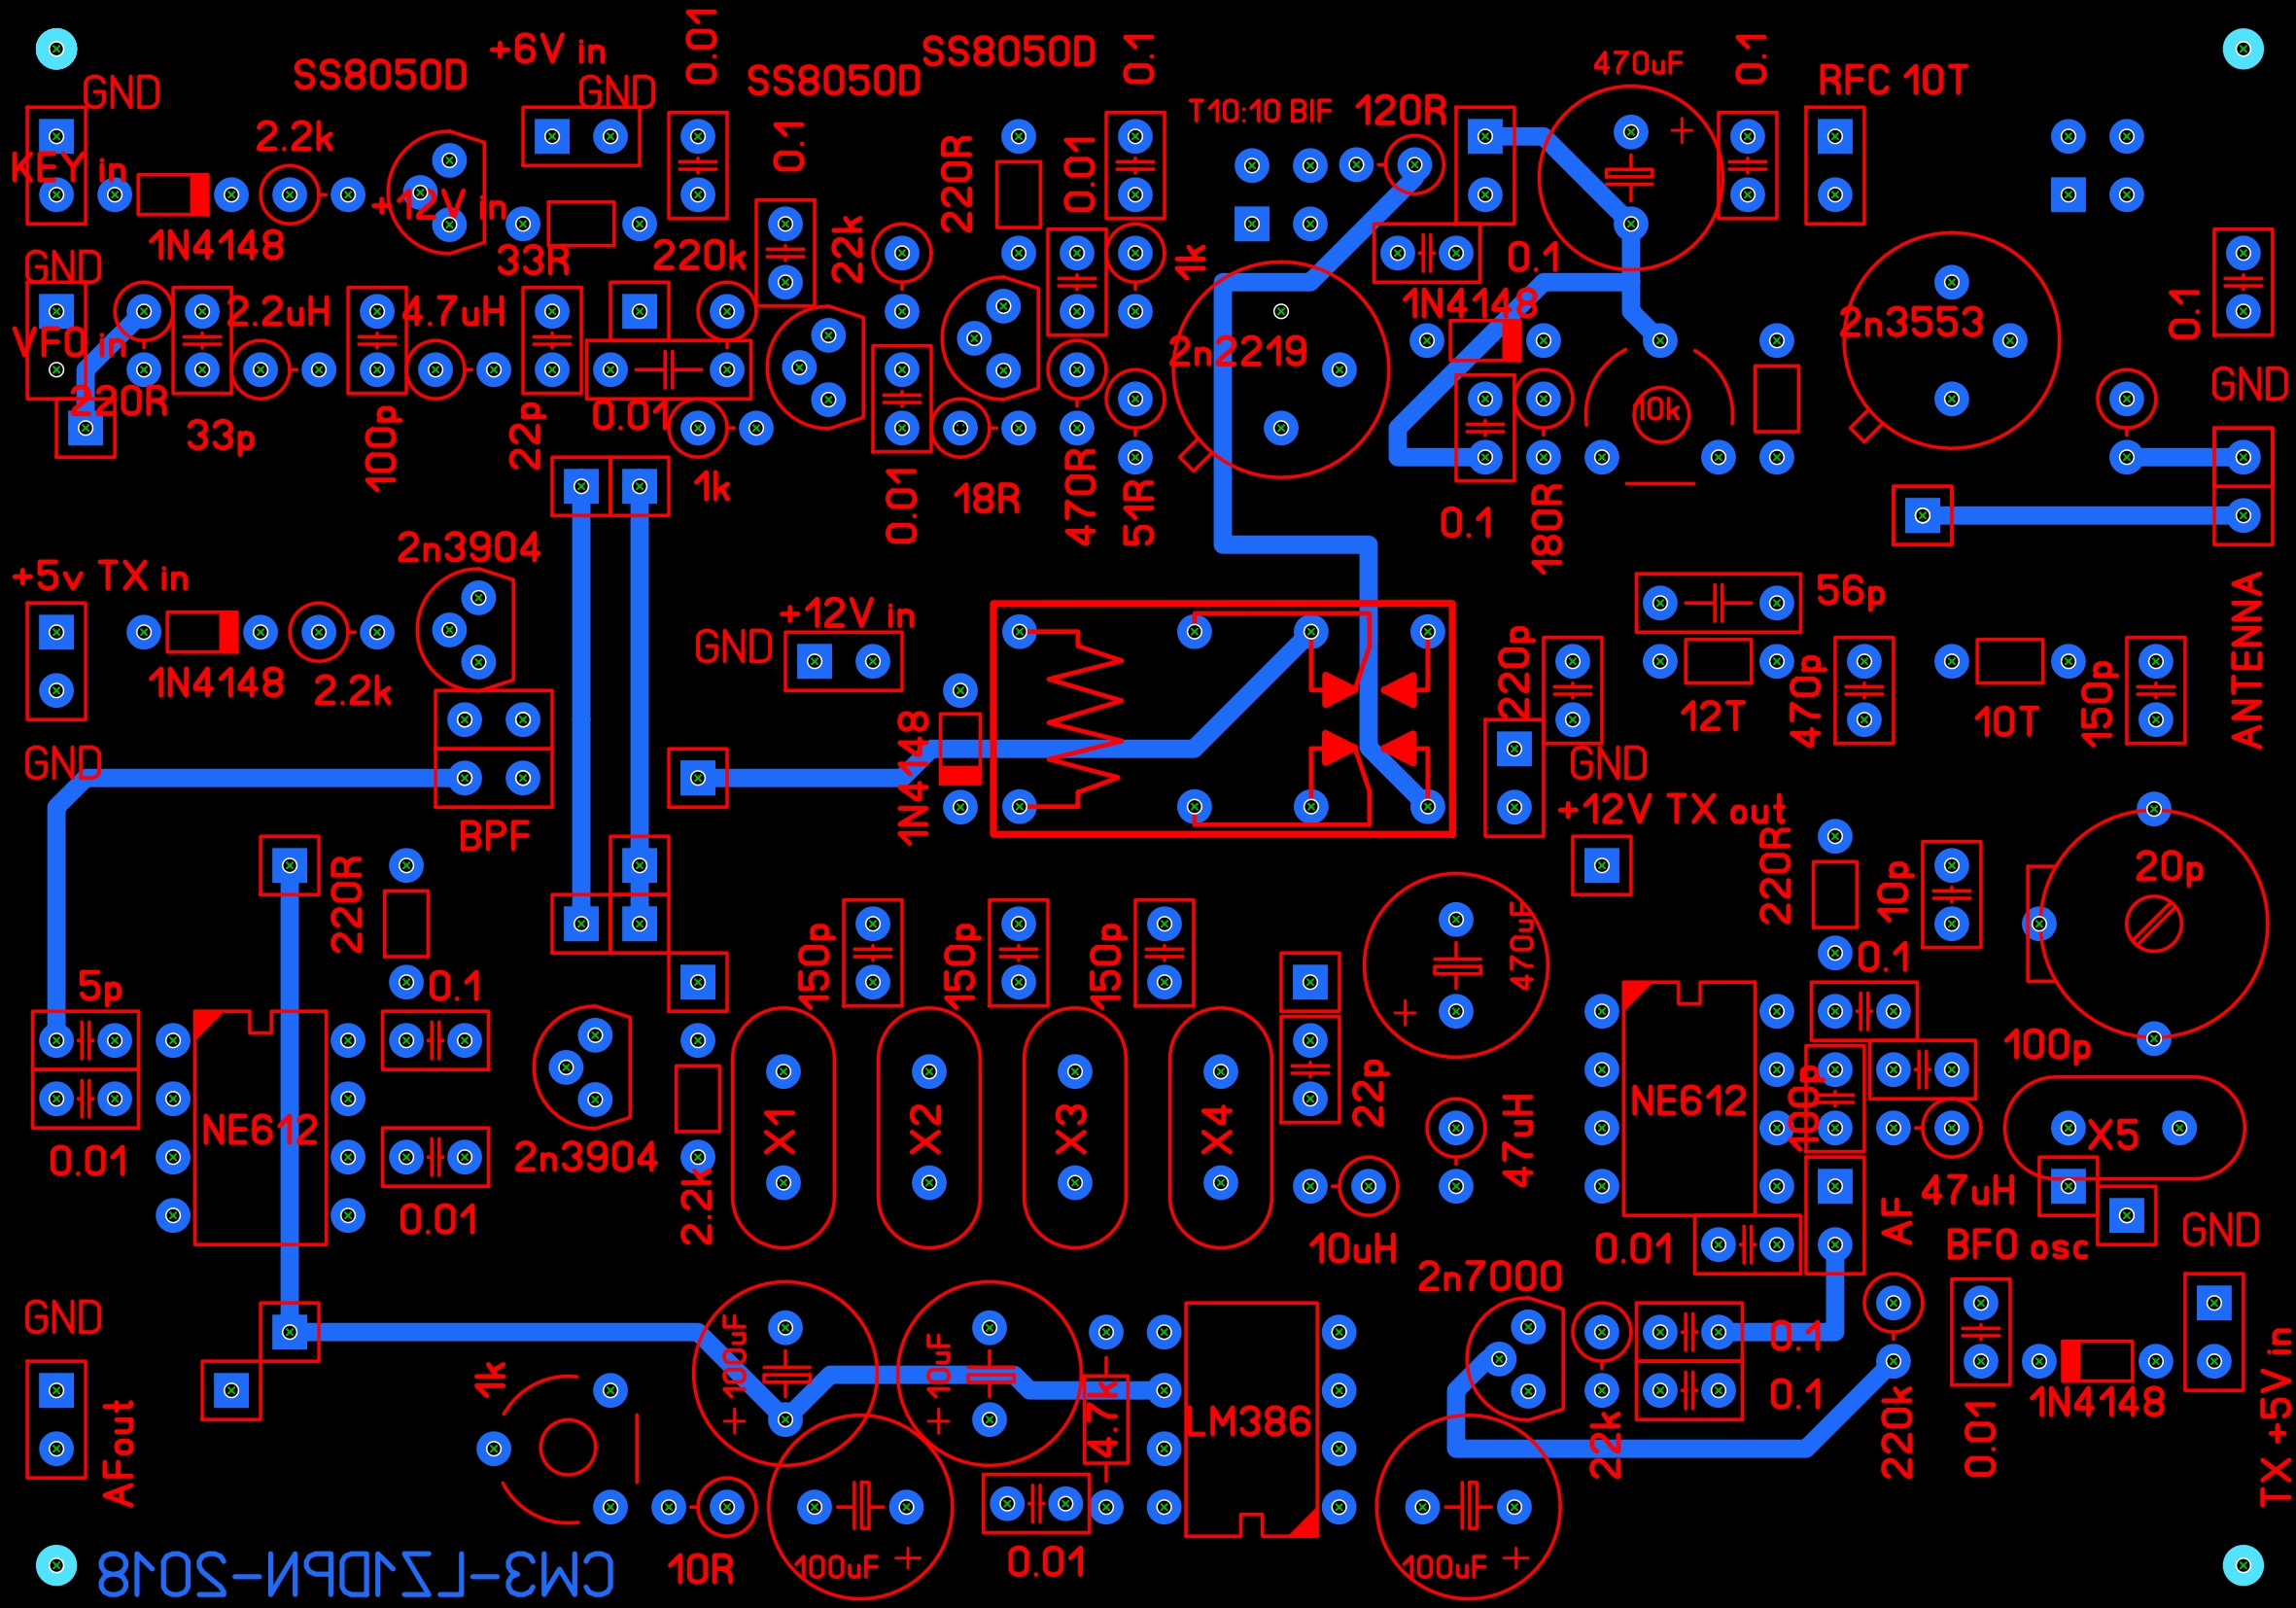 +6V in
0.01
SS8050D
0.1
470uF
0.1
SS8050D
SS8050D
RFC 10T
GND
GND
T10:10 BIF
120R
2.2k
0.1
220R
0.01
KEY in
+12V in
1N4148
33R
220k
22k
1k
0.1
GND
2.2uH
4.7uH
1N4148
2n3553
0.1
VFO in
2n2219
220R
33p
100p
22p
0.01
10k
GND
1k
0.01
18R
470R
51R
0.1
180R
2n3904
+5v TX in
+12V in
GND
56p
ANTENNA
1N4148
2.2k
220p
12T
470p
10T
150p
GND
1N4148
GND
+12V TX out
BPF
220R
220R
10p
20p
5p
0.1
150p
150p
150p
470uF
0.1
100p
NE612
22p
47uH
NE612
100p
X1
X2
X3
X4
X5
0.01
2n3904
2.2k
0.01
10uH
0.01
47uH
AF
BFO osc
GND
2n7000
GND
100uF
10uF
0.1
1k
4.7k
LM386
0.1
22k
220k
0.01
1N4148
TX +5V in
AFout
10R
100uF
0.01
100uF
CW3-LZ1DPN-2018